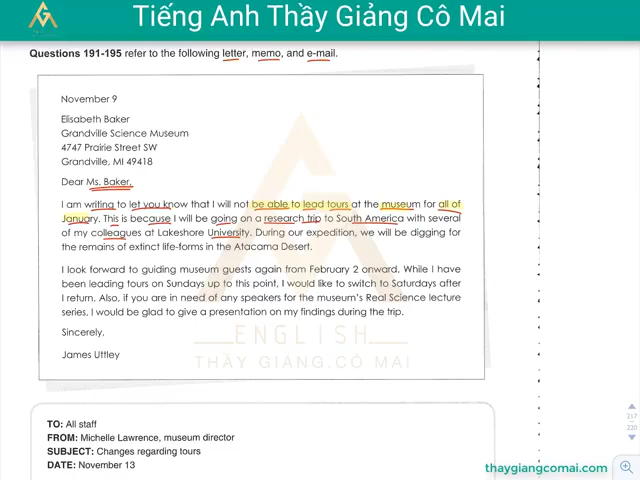 Tiếng Anh Thầy Giảng Cô Mai
Questions 191-195 refer to the following letter, memo, and e-mail.
November 9
Elisabeth Baker
Grandville Science Museum
4747 Prairie Street SW
Grandville, MI 49418
Dear Ms. Baker,
I am writing to let you know that I will not be able to lead tours at the museum for all of
January. This is because I will be going on a research trip to South America with several
of my colleagues at Lakeshore University. During our expedition, we will be digging for
the remains of extinct life-forms in the Atacama Desert.
I look forward to guiding museum guests again from February 2 onward. While I have
been leading tours on Sundays up to this point, I would like to switch to Saturdays after
I return. Also, if you are in need of any speakers for the museum's Real Science lecture
series, I would be glad to give a presentation on my findings during the trip.
Sincerely,
James Uttley
ENGLISH
THẦY GIẢNG.CÔ MAI
TO: All staff
FROM: Michelle Lawrence, museum director
SUBJECT: Changes regarding tours
DATE: November 13
217
220
thaygiangcomai.com